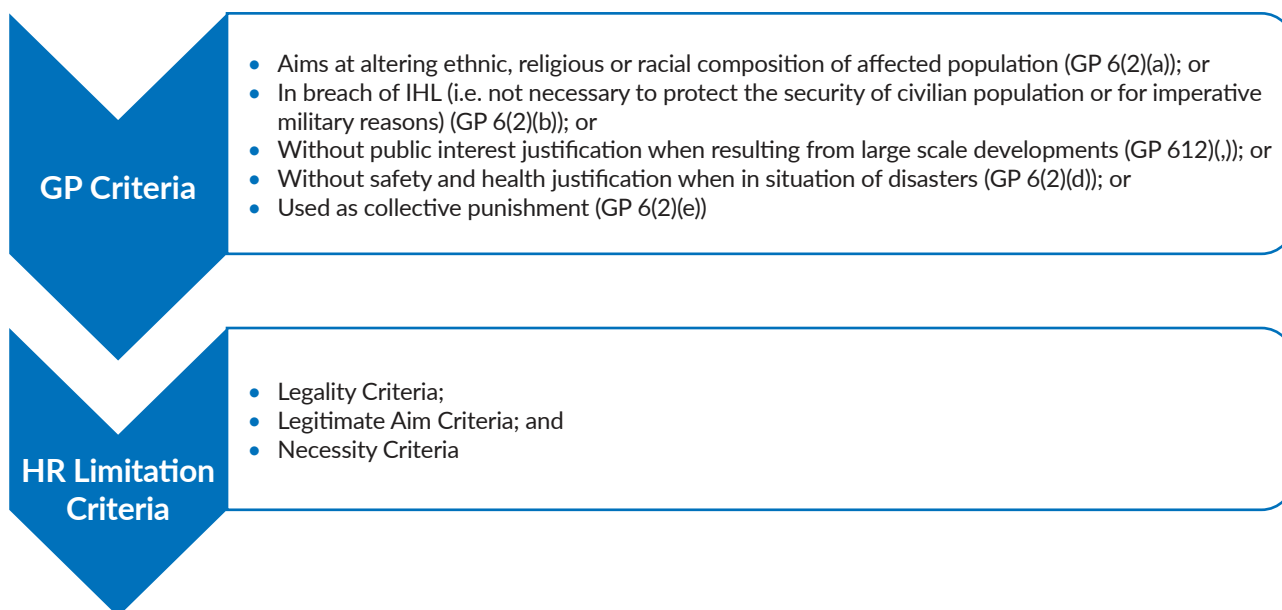 GP Criteria
• Aims at altering ethnic, religious or racial composition of affected population (GP 6(2)(a)); or
• In breach of IHL (i.e. not necessary to protect the security of civilian population or for imperative
military reasons) (GP 6(2)(b)); or
• Without public interest justification when resulting from large scale developments (GP 612)(,)); or
• Without safety and health justification when in situation of disasters (GP 6(2)(d)); or
• Used as collective punishment (GP 6(2)(e))
HR Limitation
Criteria
• Legality Criteria;
• Legitimate Aim Criteria; and
• Necessity Criteria